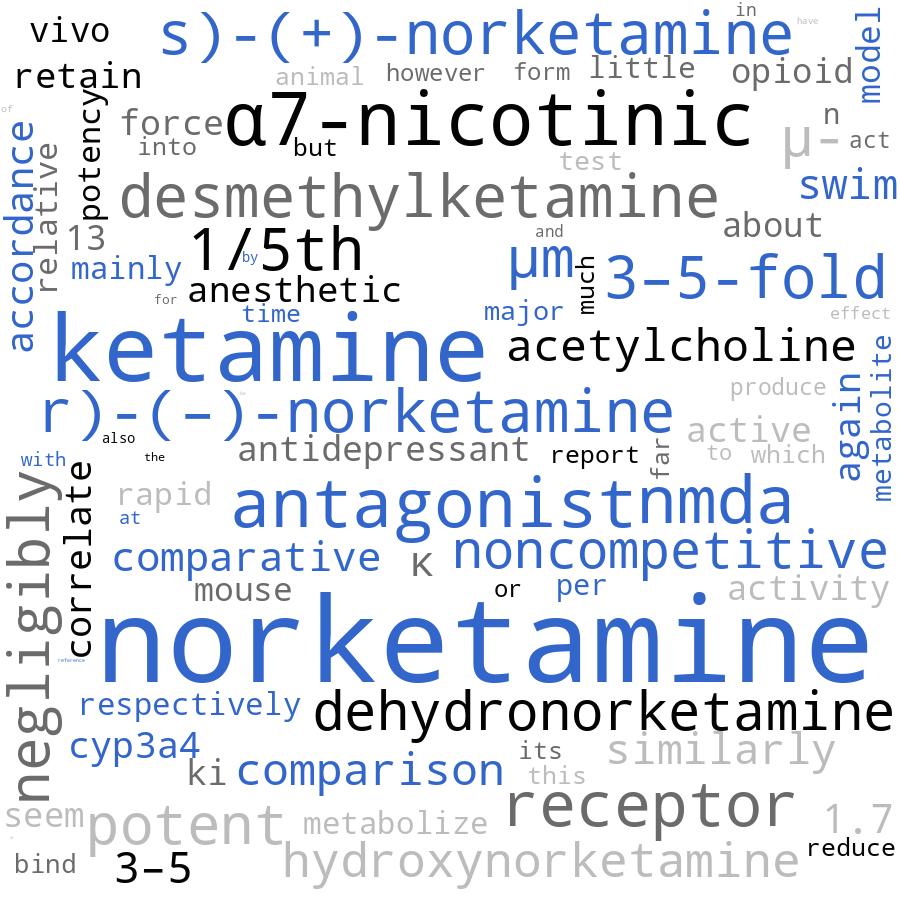 in
have
vivo
s)-(+)-norketamine
model
retain
animal
however
form
little
opioid
of
potency
force
α7-nicotinic
n
μ-
act
into
but
test
accordance
relative
desmethylketamine
swim
13
1/5th
by
and
about
mainly
μm
much
3-5-fold
for
anesthetic
time
major
effect
ketamine
acetylcholine
metabolite
again
produce
r)-(-)-norketamine
active
also
the
antidepressant
report
far
to
which
with
negligibly
correlate
rapid
at
antagonist
nmda
comparative
κ
noncompetitive
mouse
or
per
activity
norketamine
reference
respectively
dehydronorketamine
cyp3a4
ki
comparison
its
similarly
this
seem
potent
metabolize
receptor
1.7
bind
3-5
hydroxynorketamine
reduce